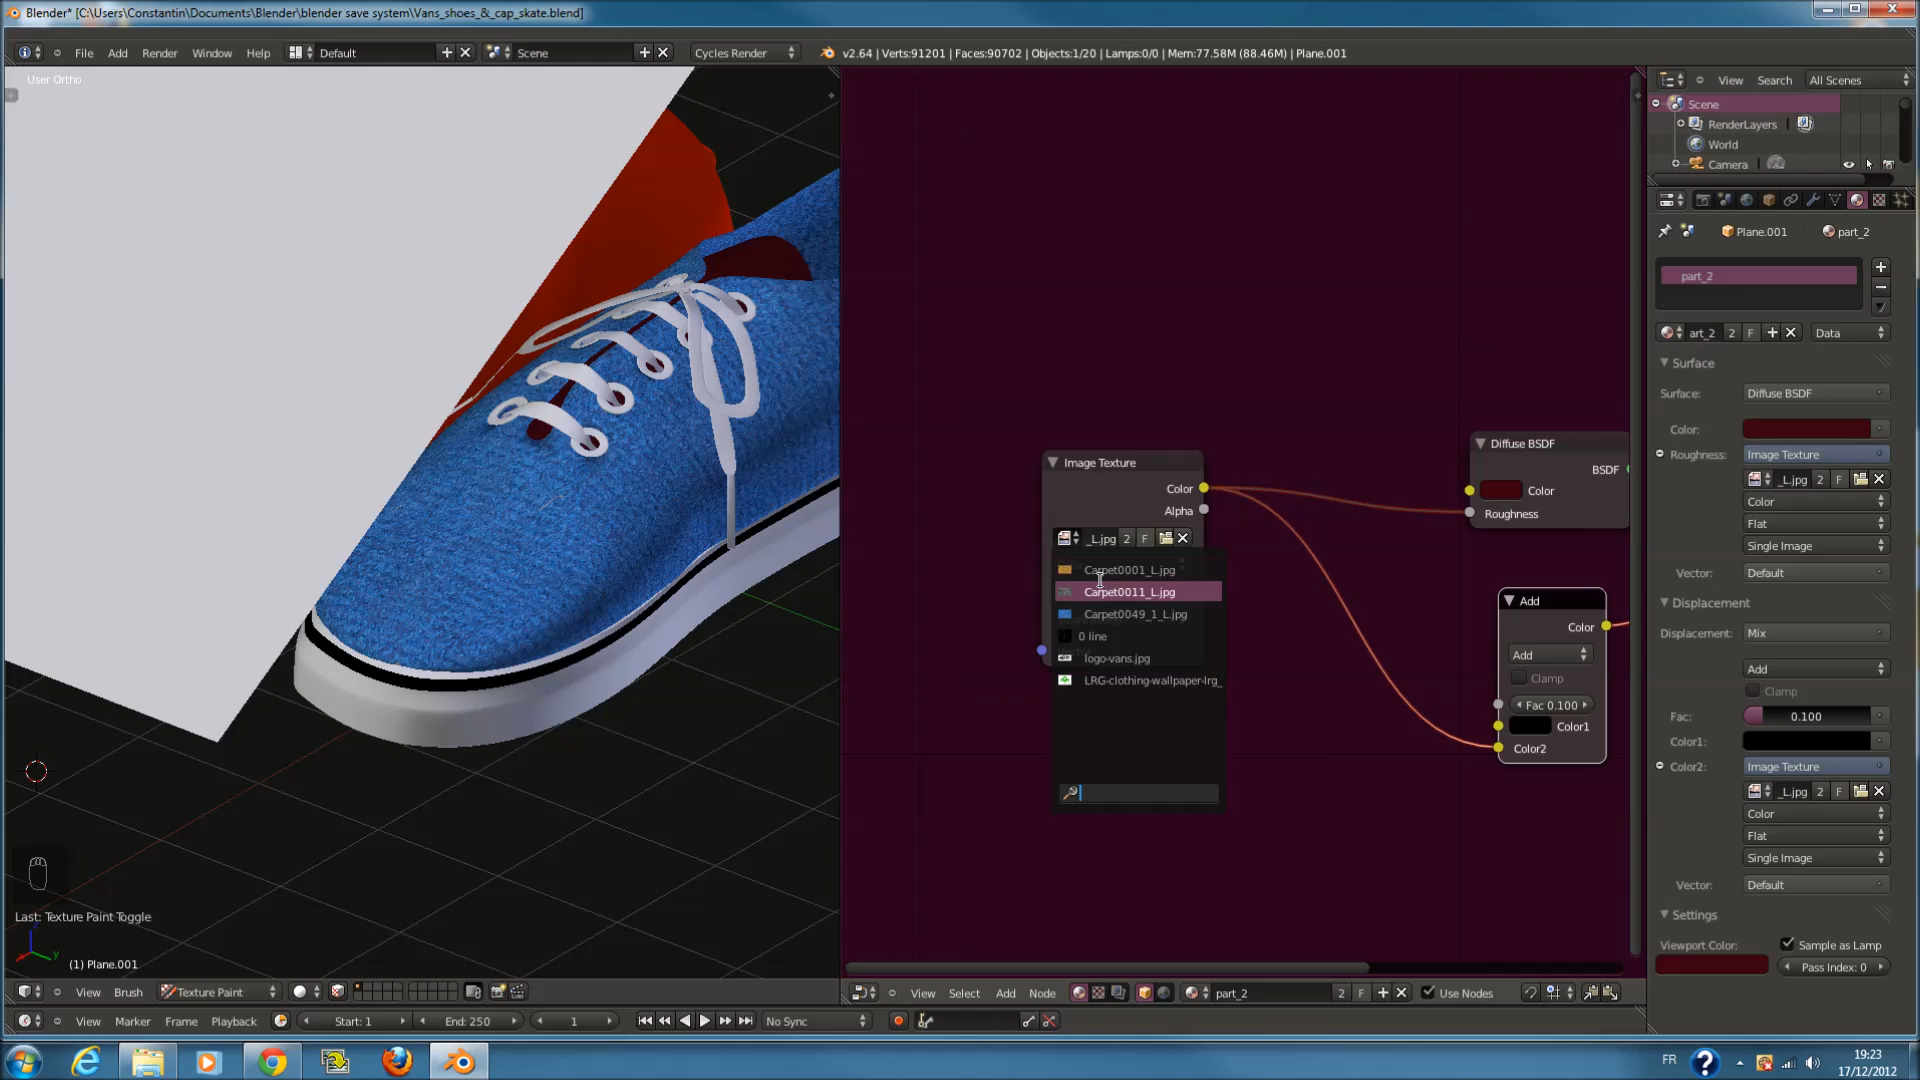 Blender* [C:\Users\Constantin\Documents\Blender\blender save system\Vans_shoes_&_cap_skate.blend]
File Add Render Window Help Default Scene Cycles Render v2.64 | Verts:91201 | Faces:90702 | Objects:1/20 | Lamps:0/0 | Mem:77.58M (88.46M) | Plane.001
User Ortho
View Search All Scenes
Scene
RenderLayers
World
Camera
Plane.001 part_2
part_2
art_2 2 F Data
Surface
Surface: Diffuse BSDF
Color:
Roughness: Image Texture
_L.jpg 2 F
Color
Flat
Single Image
Vector: Default
Displacement
Displacement: Mix
Add
Clamp
Fac: 0.100
Color1:
Color2: Image Texture
_L.jpg 2 F
Color
Flat
Single Image
Vector: Default
Settings
Viewport Color: Sample as Lamp
Pass Index: 0
Image Texture
Color
Alpha
_L.jpg 2 F
Carpet0001_L.jpg
Carpet0011_L.jpg
Carpet0049_1_L.jpg
0 line
logo-vans.jpg
LRG-clothing-wallpaper-lrg_
Diffuse BSDF
BSDF
Color
Roughness
Add
Color
Add
Clamp
Fac 0.100
Color1
Color2
Last: Texture Paint Toggle
z
y
(1) Plane.001
View Brush Texture Paint
View Select Add Node part_2 2 F Use Nodes
View Marker Frame Playback Start: 1 End: 250 1 No Sync
FR
19:23
17/12/2012